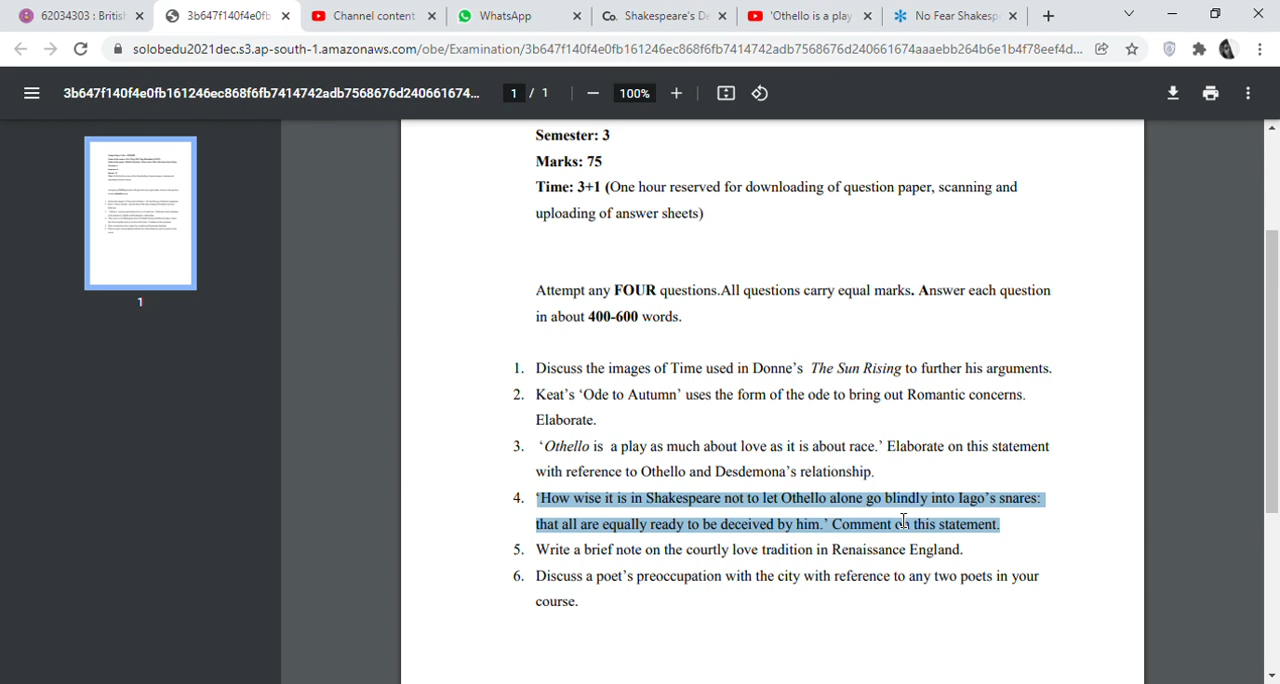 62034303 : British
3b647f140f4e0fb
Channel content
WhatsApp
Co. Shakespeare's De
'Othello is a play
No Fear Shakesp
solobedu2021dec.s3.ap-south-1.amazonaws.com/obe/Examination/3b647f140f4e0fb161246ec868f6fb7414742adb7568676d240661674aaaebb264b6e1b4f78eef4d...
3b647f140f4e0fb161246ec868f6fb7414742adb7568676d240661674...
1 / 1
100%
1
Semester: 3
Marks: 75
Time: 3+1 (One hour reserved for downloading of question paper, scanning and
uploading of answer sheets)
Attempt any FOUR questions.All questions carry equal marks. Answer each question
in about 400-600 words.
1. Discuss the images of Time used in Donne's The Sun Rising to further his arguments.
2. Keat's 'Ode to Autumn' uses the form of the ode to bring out Romantic concerns.
Elaborate.
3. 'Othello is a play as much about love as it is about race.' Elaborate on this statement
with reference to Othello and Desdemona's relationship.
4. 'How wise it is in Shakespeare not to let Othello alone go blindly into Iago's snares:
that all are equally ready to be deceived by him.' Comment on this statement.
5. Write a brief note on the courtly love tradition in Renaissance England.
6. Discuss a poet's preoccupation with the city with reference to any two poets in your
course.